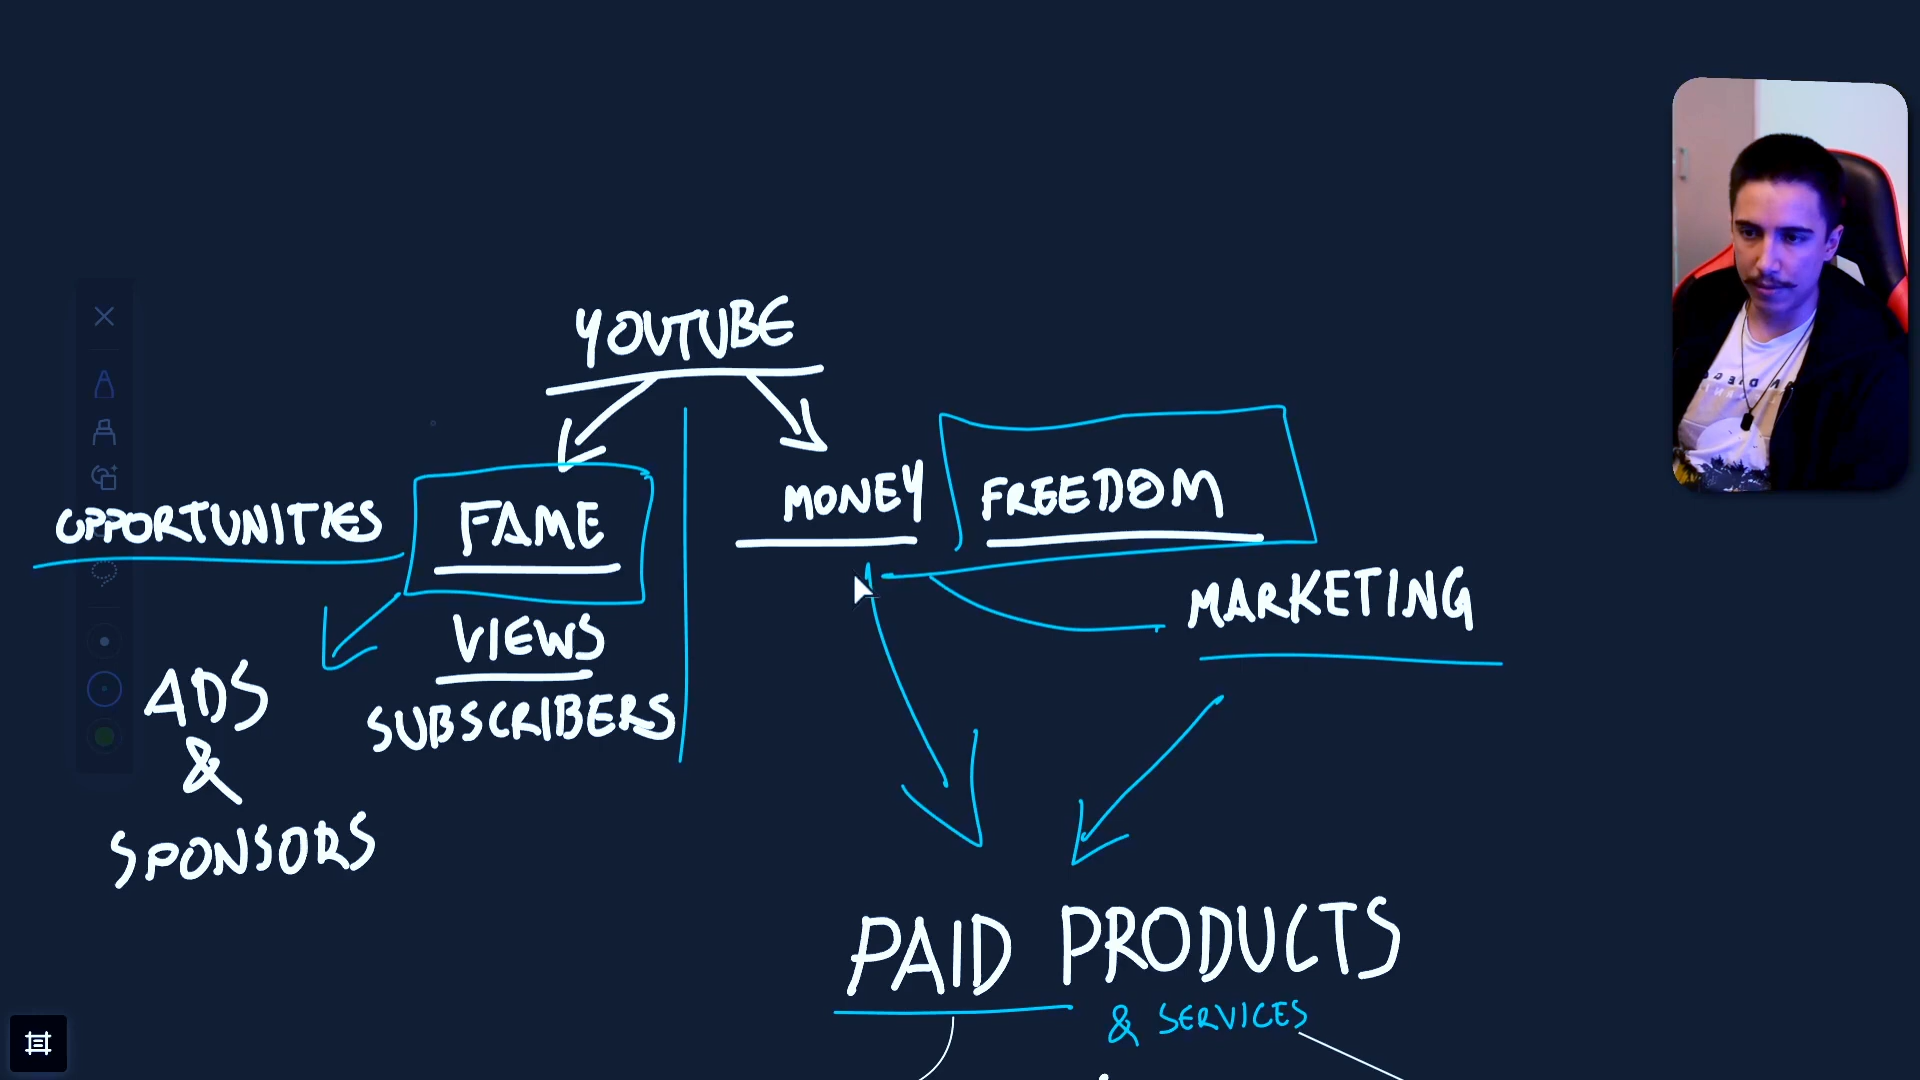 YOUTUBE
OPPORTUNITIES
FAME
MONEY
FREEDOM
VIEWS
SUBSCRIBERS
MARKETING
ADS
&
SPONSORS
PAID PRODUCTS
& SERVICES